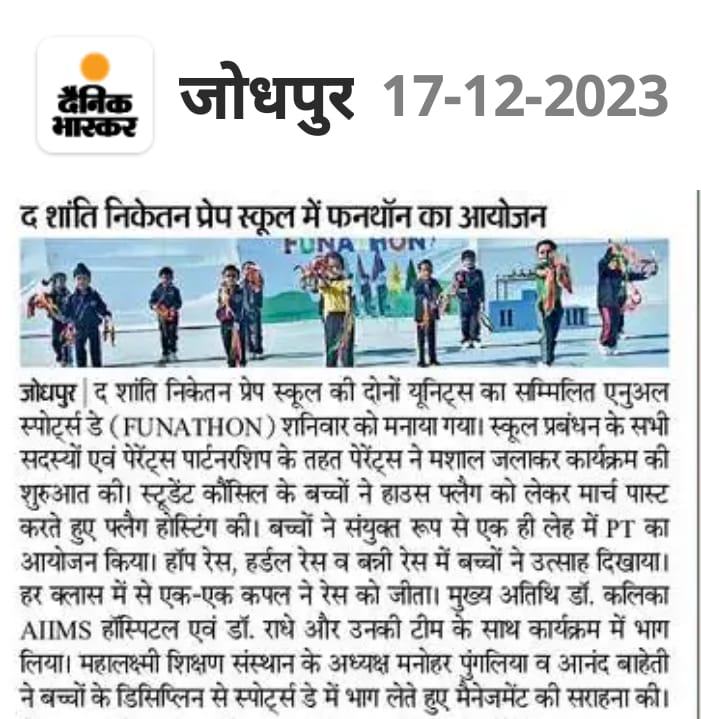 दैनिक
भास्कर
जोधपुर 17-12-2023
द शांति निकेतन प्रेप स्कूल में फनथॉन का आयोजन
FUNATHON
जोधपुर | द शांति निकेतन प्रेप स्कूल की दोनों यूनिट्स का सम्मिलित एनुअल
स्पोर्ट्स डे (FUNATHON) शनिवार को मनाया गया। स्कूल प्रबंधन के सभी
सदस्यों एवं पेरेंट्स पार्टनरशिप के तहत पेरेंट्स ने मशाल जलाकर कार्यक्रम की
शुरुआत की। स्टूडेंट कौंसिल के बच्चों ने हाउस फ्लैग को लेकर मार्च पास्ट
करते हुए फ्लैग होस्टिंग की। बच्चों ने संयुक्त रूप से एक ही लेह में PT का
आयोजन किया। हॉप रेस, हर्डल रेस व बन्नी रेस में बच्चों ने उत्साह दिखाया।
हर क्लास में से एक-एक कपल ने रेस को जीता। मुख्य अतिथि डॉ. कलिका
AIIMS हॉस्पिटल एवं डॉ. राधे और उनकी टीम के साथ कार्यक्रम में भाग
लिया। महालक्ष्मी शिक्षण संस्थान के अध्यक्ष मनोहर पुंगलिया व आनंद बाहेती
ने बच्चों के डिसिप्लिन से स्पोर्ट्स डे में भाग लेते हुए मैनेजमेंट की सराहना की।